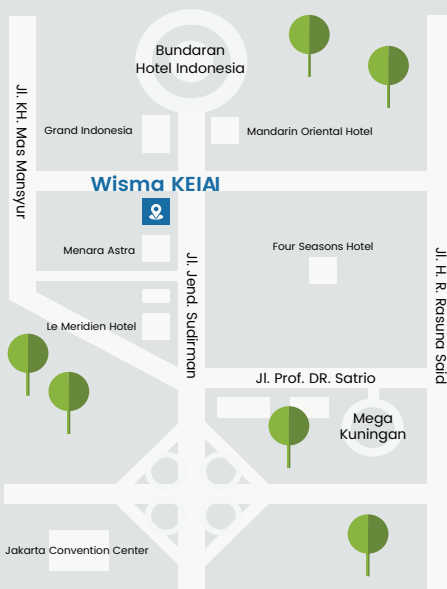 Bundaran
Hotel Indonesia
Jl. KH. Mas Mansyur
Grand Indonesia
Mandarin Oriental Hotel
Wisma KEIAI
Menara Astra
Four Seasons Hotel
Jl. Jend. Sudirman
Jl. H. R. Rasuna Said
Le Meridien Hotel
Jl. Prof. DR. Satrio
Mega
Kuningan
Jakarta Convention Center